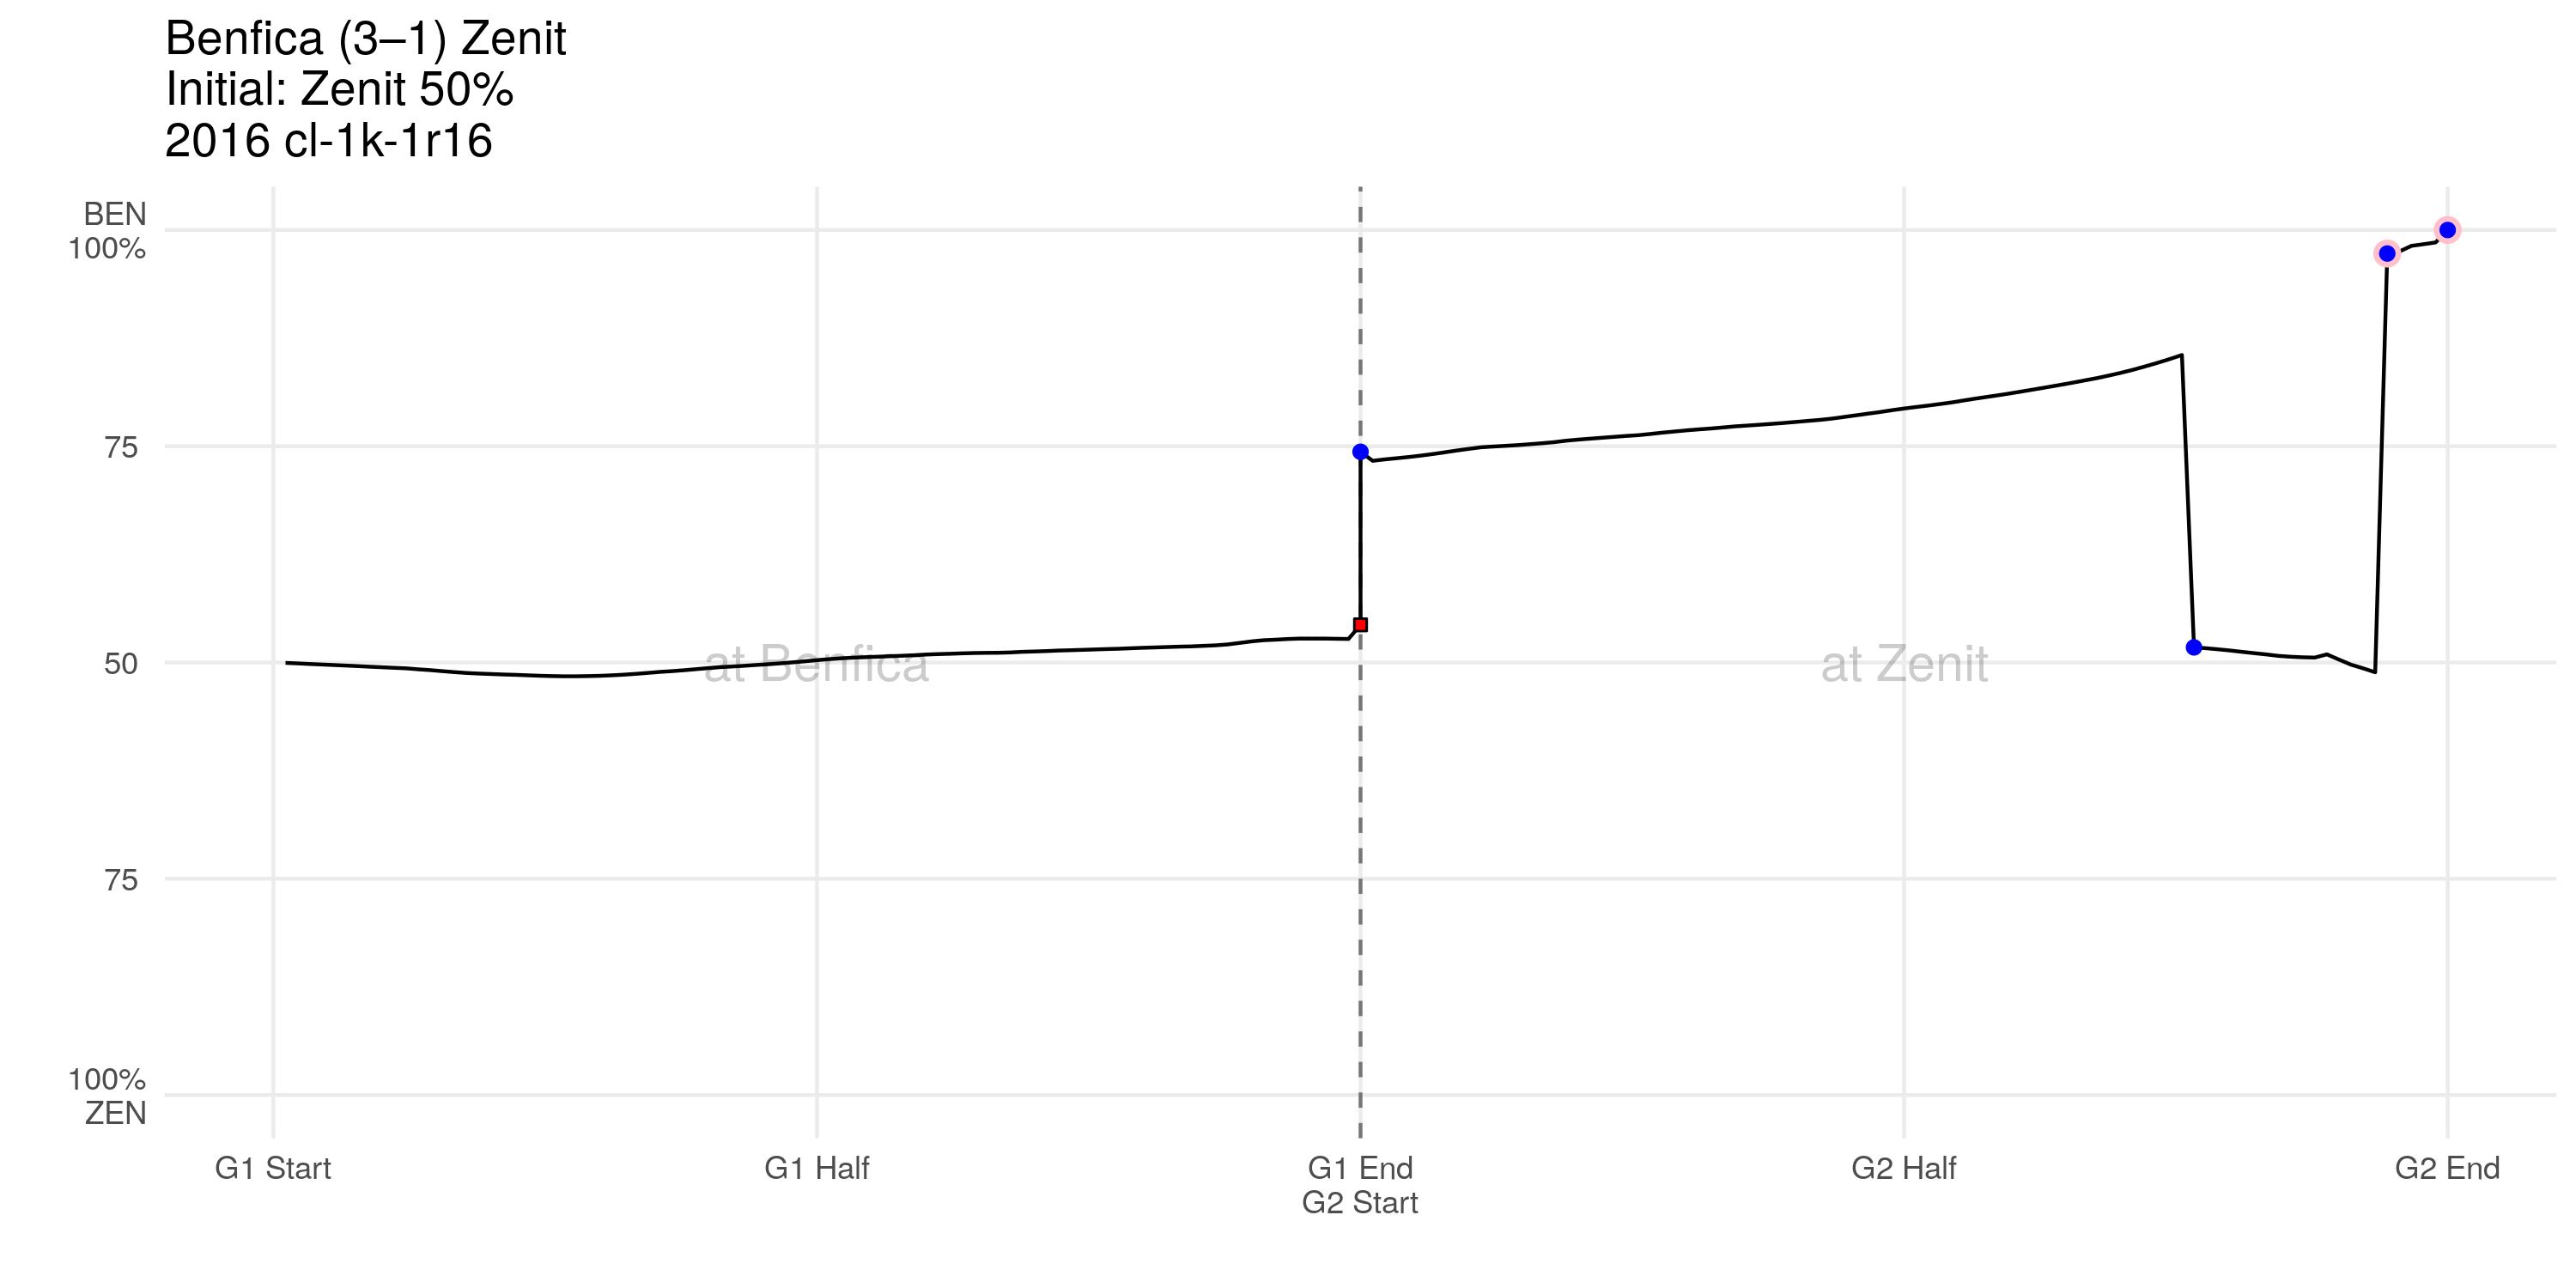 Benfica (3–1) Zenit
Initial: Zenit 50%
2016 cl-1k-1r16
BEN
100%
75
50
75
100%
ZEN
at Benfica
at Zenit
G1 Start
G1 Half
G1 End
G2 Start
G2 Half
G2 End